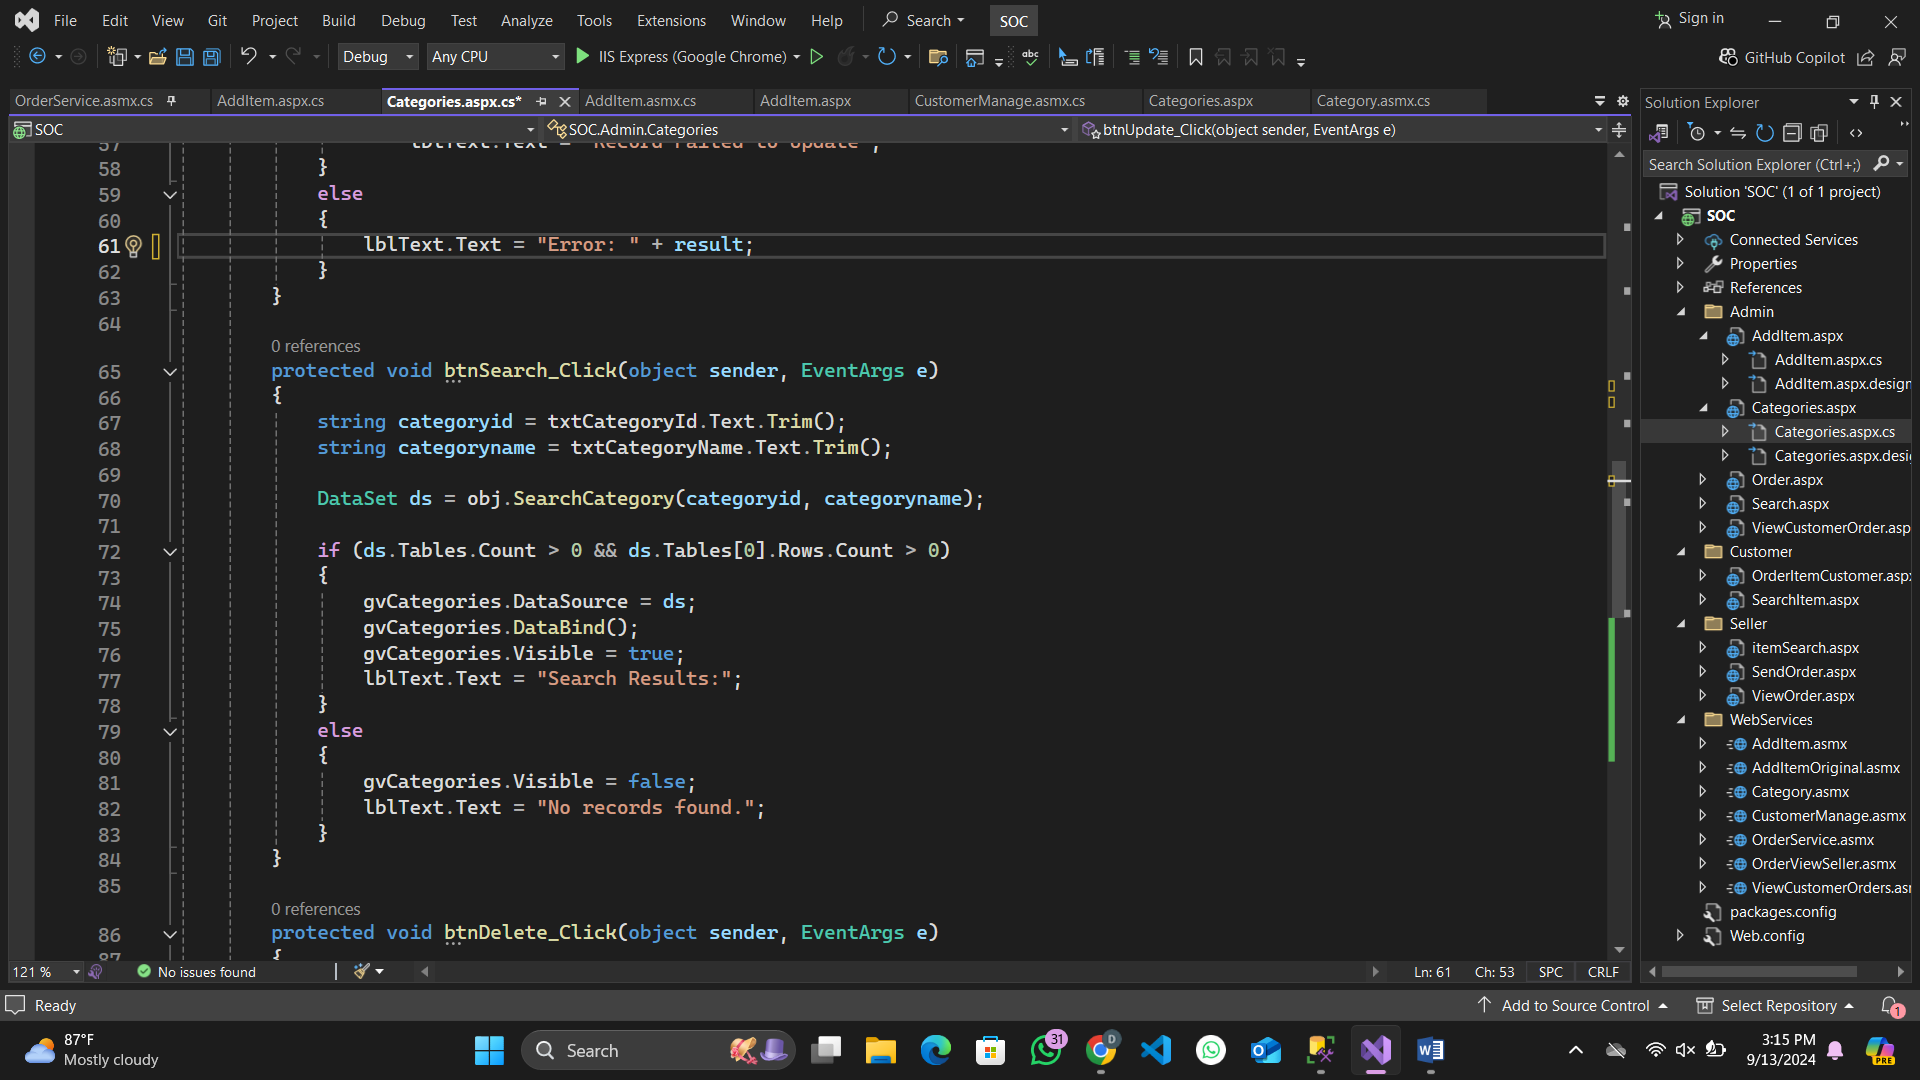 File Edit View Git Project Build Debug Test Analyze Tools Extensions Window Help Search SOC Sign in
Debug Any CPU IIS Express (Google Chrome) GitHub Copilot
OrderService.asmx.cs AddItem.aspx.cs Categories.aspx.cs* AddItem.asmx.cs AddItem.aspx CustomerManage.asmx.cs Categories.aspx Category.asmx.cs
SOC SOC.Admin.Categories btnUpdate_Click(object sender, EventArgs e)
57 lblText.Text = "Record Failed to Update";
58 }
59 else
60 {
61 lblText.Text = "Error: " + result;
62 }
63 }
64
0 references
65 protected void btnSearch_Click(object sender, EventArgs e)
66 {
67 string categoryid = txtCategoryId.Text.Trim();
68 string categoryname = txtCategoryName.Text.Trim();
69
70 DataSet ds = obj.SearchCategory(categoryid, categoryname);
71
72 if (ds.Tables.Count > 0 && ds.Tables[0].Rows.Count > 0)
73 {
74 gvCategories.DataSource = ds;
75 gvCategories.DataBind();
76 gvCategories.Visible = true;
77 lblText.Text = "Search Results:";
78 }
79 else
80 {
81 gvCategories.Visible = false;
82 lblText.Text = "No records found.";
83 }
84 }
85
0 references
86 protected void btnDelete_Click(object sender, EventArgs e)
87 {
121 % No issues found Ln: 61 Ch: 53 SPC CRLF
Solution Explorer
Search Solution Explorer (Ctrl+;)
Solution 'SOC' (1 of 1 project)
SOC
Connected Services
Properties
References
Admin
AddItem.aspx
AddItem.aspx.cs
AddItem.aspx.design
Categories.aspx
Categories.aspx.cs
Categories.aspx.desi
Order.aspx
Search.aspx
ViewCustomerOrder.asp
Customer
OrderItemCustomer.asp
SearchItem.aspx
Seller
itemSearch.aspx
SendOrder.aspx
ViewOrder.aspx
WebServices
AddItem.asmx
AddItemOriginal.asmx
Category.asmx
CustomerManage.asmx
OrderService.asmx
OrderViewSeller.asmx
ViewCustomerOrders.as
packages.config
Web.config
Ready Add to Source Control Select Repository 1
87°F
Mostly cloudy
Search
31
D
PRE
3:15 PM
9/13/2024